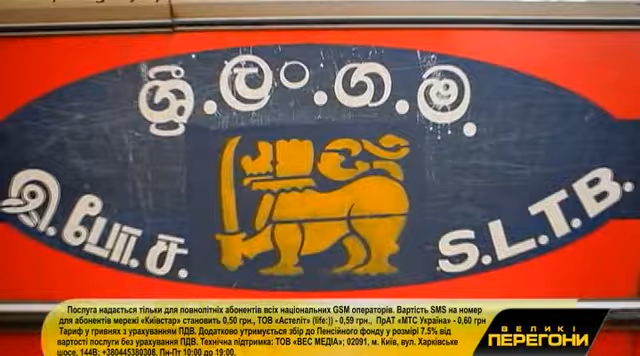 ශ්‍රී.ලං.ග.ම.
இ.போ.ச.
S.L.T.B.
Послуга надається тільки для повнолітніх абонентів всіх національних GSM операторів. Вартість SMS на номер
для абонентів мережі «Київстар» становить 0,50 грн., ТОВ «Астеліт» (life:)) - 0,59 грн., ПрАТ «МТС Україна» - 0,60 грн
Тариф у гривнях з урахуванням ПДВ. Додатково утримується збір до Пенсійного фонду у розмірі 7.5% від
вартості послуги без урахування ПДВ. Технічна підтримка: ТОВ «ВЕС МЕДІА»; 02091, м. Київ, вул. Харківське
шосе, 144В; +380445380308. Пн-Пт 10:00 до 19:00.
ВЕЛИКІ
ПЕРЕГОНИ